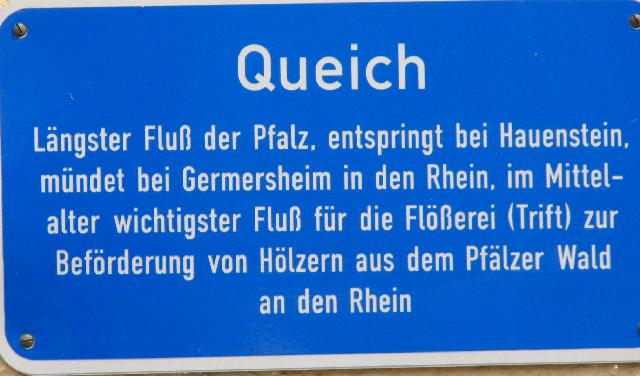 Queich
Längster Fluß der Pfalz, entspringt bei Hauenstein,
mündet bei Germersheim in den Rhein, im Mittel-
alter wichtigster Fluß für die Flößerei (Trift) zur
Beförderung von Hölzern aus dem Pfälzer Wald
an den Rhein